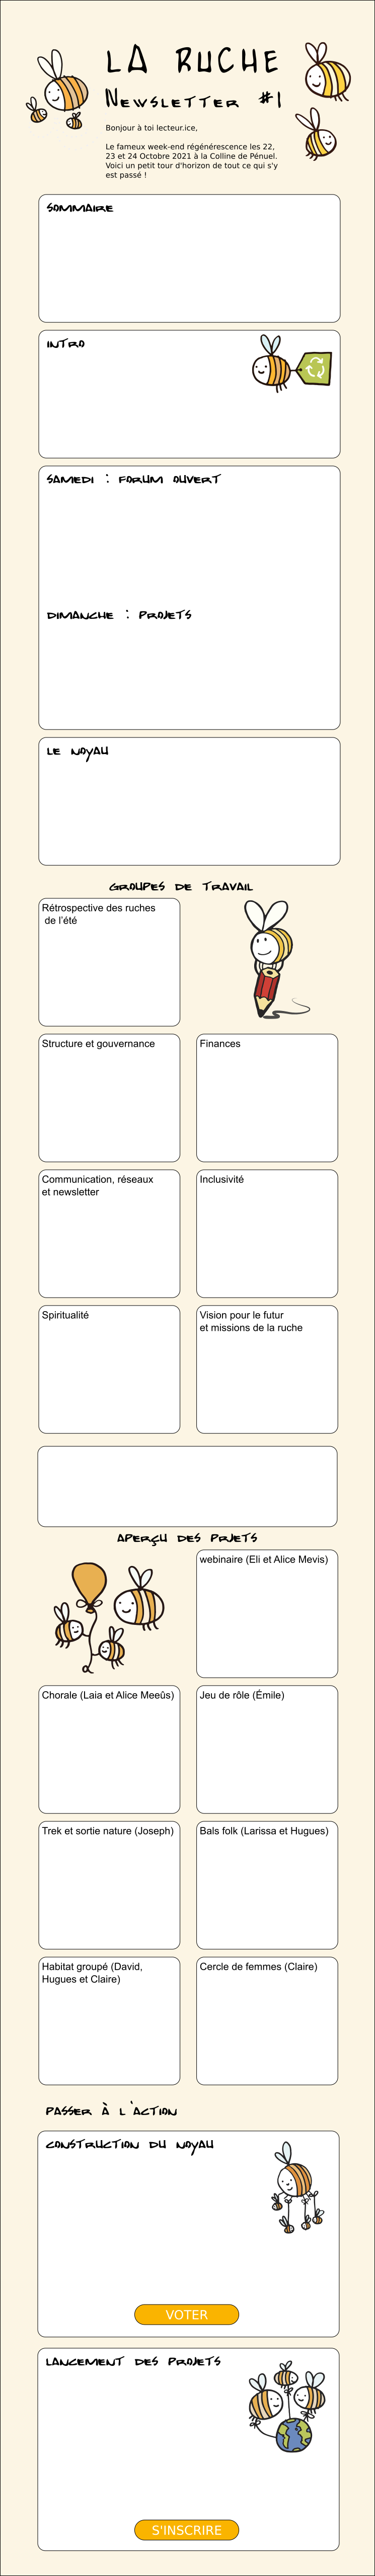 LA RUCHE
NEWSLETTER #1
Bonjour à toi lecteur.ice,
Le fameux week-end régénérescence les 22,
23 et 24 Octobre 2021 à la Colline de Pénuel.
Voici un petit tour d'horizon de tout ce qui s'y
est passé !
SOMMAIRE
INTRO
SAMEDI : FORUM OUVERT
DIMANCHE : PROJETS
LE NOYAU
GROUPES DE TRAVAIL
Rétrospective des ruches
de l'été
Structure et gouvernance
Finances
Communication, réseaux
et newsletter
Inclusivité
Spiritualité
Vision pour le futur
et missions de la ruche
APERÇU DES PRJETS
webinaire (Eli et Alice Mevis)
Chorale (Laia et Alice Meeûs)
Jeu de rôle (Émile)
Trek et sortie nature (Joseph)
Bals folk (Larissa et Hugues)
Habitat groupé (David,
Hugues et Claire)
Cercle de femmes (Claire)
PASSER À L'ACTION
CONSTRUCTION DU NOYAU
VOTER
LANCEMENT DES PROJETS
S'INSCRIRE